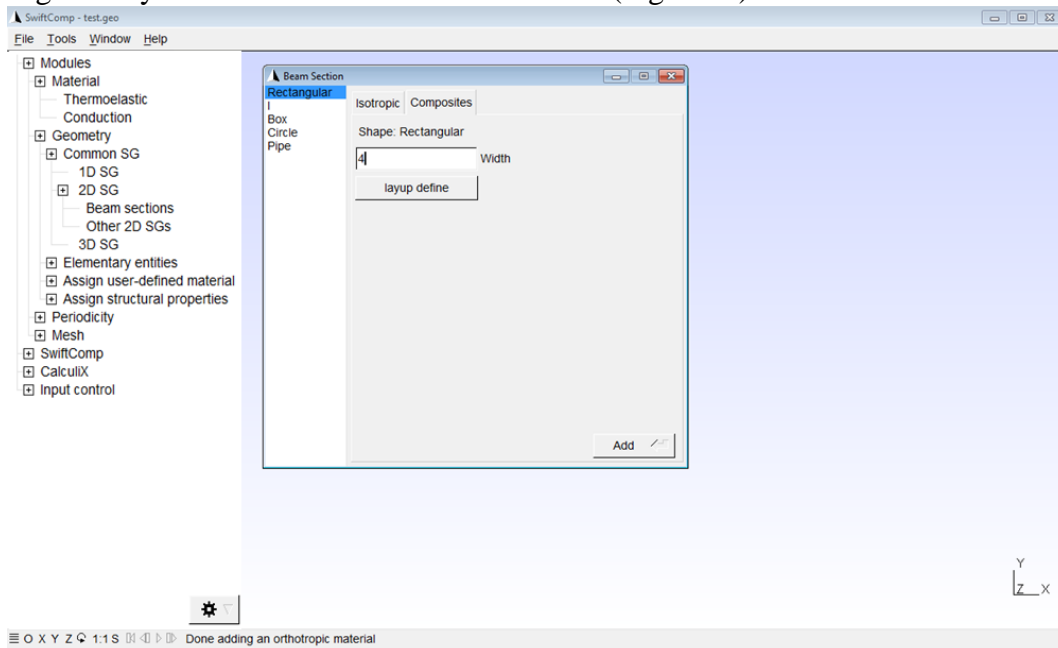 SwiftComp - test.geo
File Tools Window Help
Modules
Material
Thermoelastic
Conduction
Geometry
Common SG
1D SG
2D SG
Beam sections
Other 2D SGs
3D SG
Elementary entities
Assign user-defined material
Assign structural properties
Periodicity
Mesh
SwiftComp
CalculiX
Input control
Beam Section
Rectangular
I
Box
Circle
Pipe
Isotropic Composites
Shape: Rectangular
4 Width
layup define
Add
Y
Z X
O X Y Z 1:1 S Done adding an orthotropic material